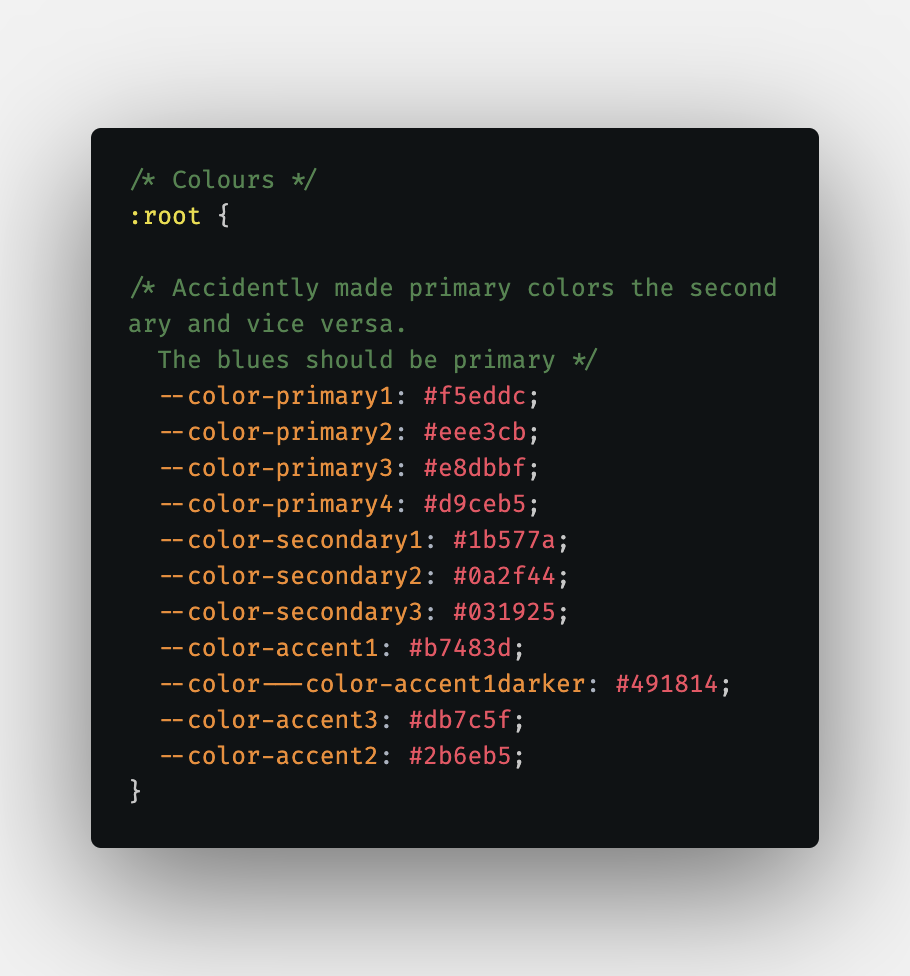 /* Colours */
:root {
/* Accidently made primary colors the second
ary and vice versa.
The blues should be primary */
--color-primary1: #f5eddc;
--color-primary2: #eee3cb;
--color-primary3: #e8dbbf;
--color-primary4: #d9ceb5;
--color-secondary1: #1b577a;
--color-secondary2: #0a2f44;
--color-secondary3: #031925;
--color-accent1: #b7483d;
--color---color-accent1darker: #491814;
--color-accent3: #db7c5f;
--color-accent2: #2b6eb5;
}